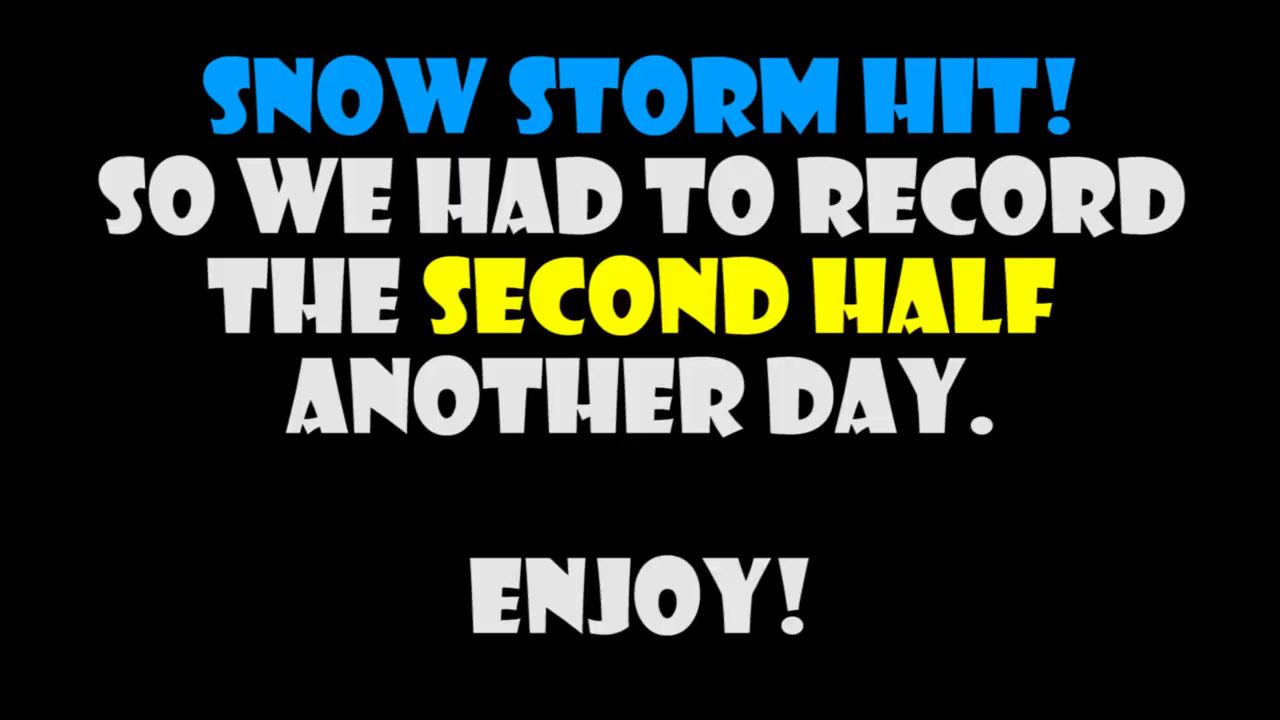 SNOW STORM HIT!
SO WE HAD TO RECORD
THE SECOND HALF
ANOTHER DAY.
ENJOY!